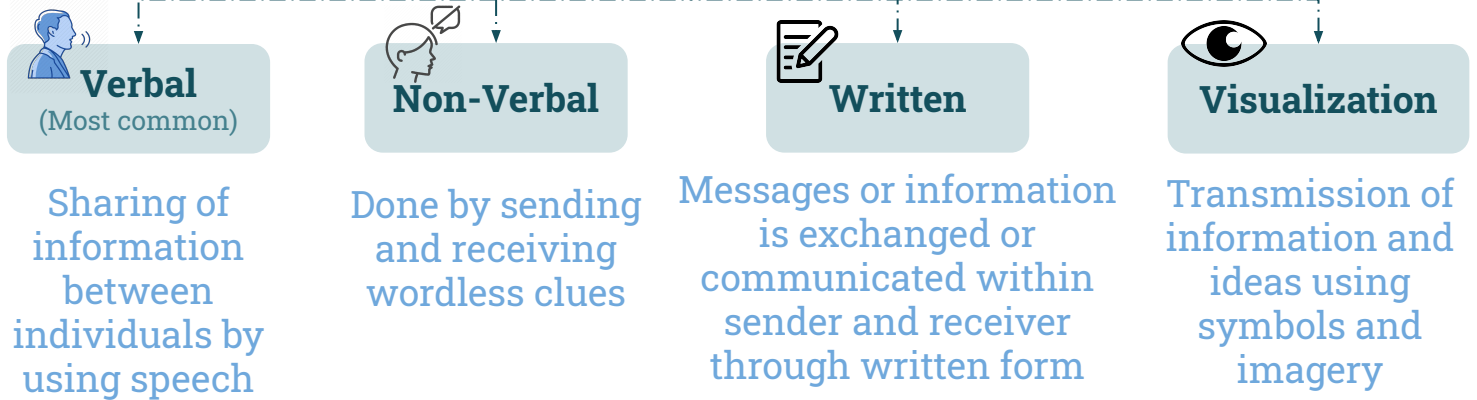 Verbal
(Most common)
Sharing of
information
between
individuals by
using speech
Non-Verbal
Done by sending
and receiving
wordless clues
Written
Messages or information
is exchanged or
communicated within
sender and receiver
through written form
Visualization
Transmission of
information and
ideas using
symbols and
imagery